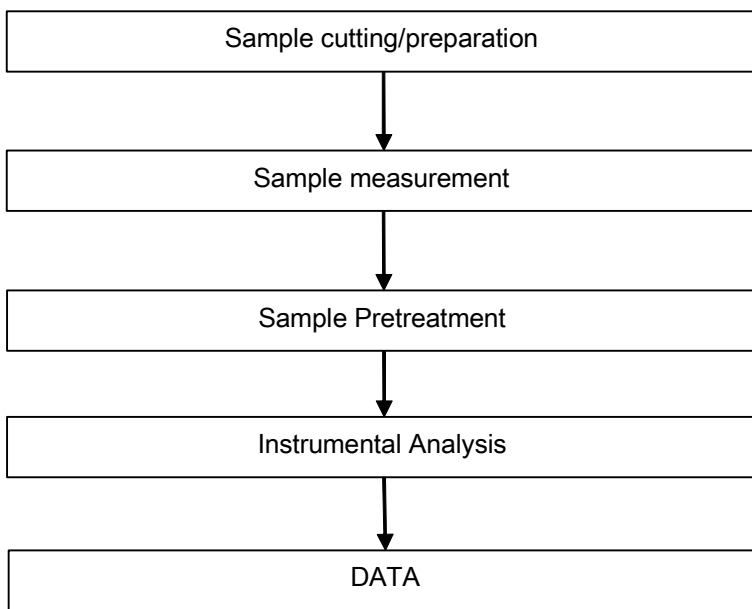 Sample cutting/preparation
Sample measurement
Sample Pretreatment
Instrumental Analysis
DATA